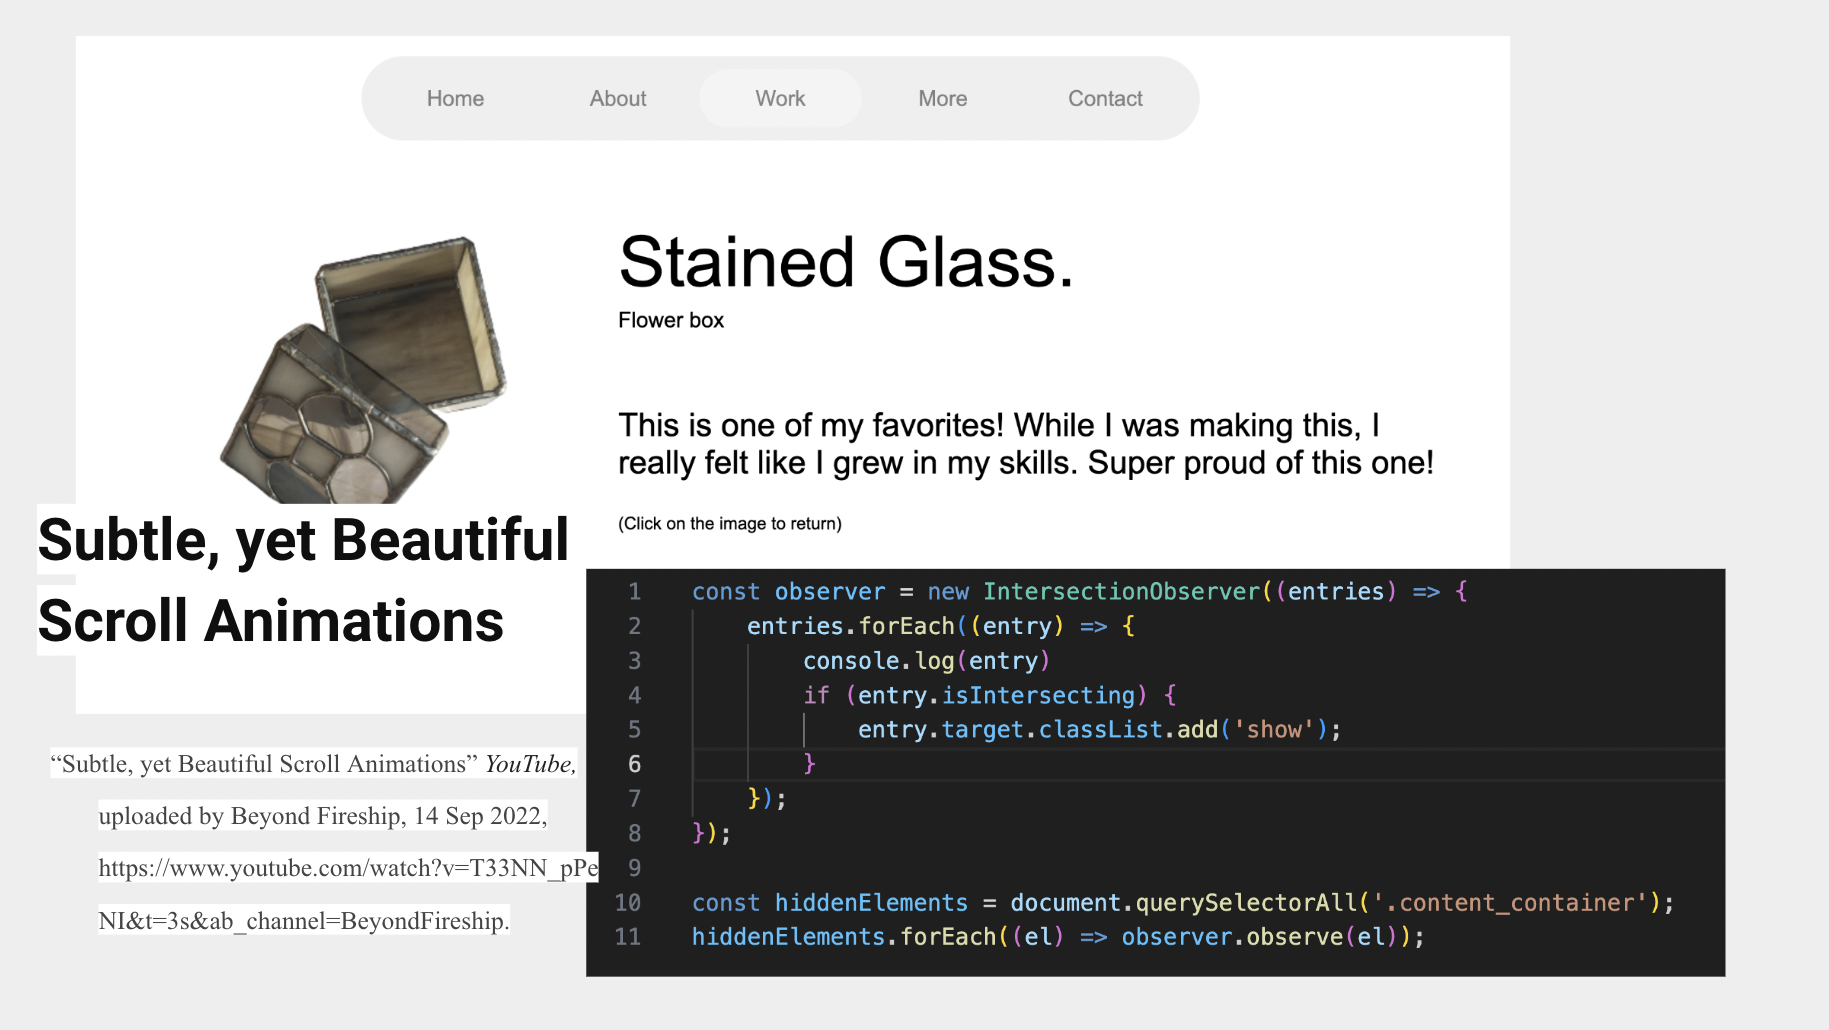 Home About Work More Contact
Stained Glass.
Flower box
This is one of my favorites! While I was making this, I
really felt like I grew in my skills. Super proud of this one!
(Click on the image to return)
Subtle, yet Beautiful
Scroll Animations
“Subtle, yet Beautiful Scroll Animations” YouTube,
uploaded by Beyond Fireship, 14 Sep 2022,
https://www.youtube.com/watch?v=T33NN_pPe
NI&t=3s&ab_channel=BeyondFireship.
1 const observer = new IntersectionObserver((entries) => {
2 entries.forEach((entry) => {
3 console.log(entry)
4 if (entry.isIntersecting) {
5 entry.target.classList.add('show');
6 }
7 });
8 });
9
10 const hiddenElements = document.querySelectorAll('.content_container');
11 hiddenElements.forEach((el) => observer.observe(el));